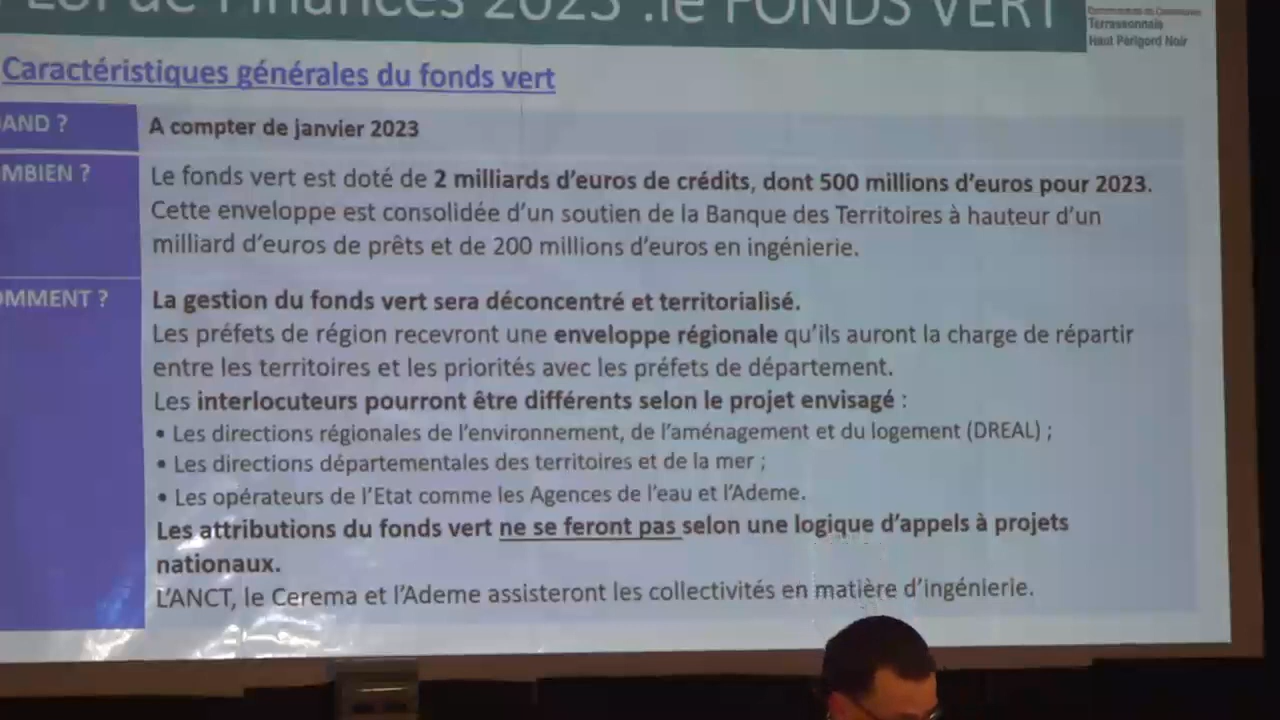 Loi de Finances 2023 :le FONDS VERT
Communauté de Communes
Terrassonnais
Haut Périgord Noir
Caractéristiques générales du fonds vert
AND ?
A compter de janvier 2023
MBIEN ?
Le fonds vert est doté de 2 milliards d'euros de crédits, dont 500 millions d'euros pour 2023.
Cette enveloppe est consolidée d'un soutien de la Banque des Territoires à hauteur d'un
milliard d'euros de prêts et de 200 millions d'euros en ingénierie.
OMMENT ?
La gestion du fonds vert sera déconcentré et territorialisé.
Les préfets de région recevront une enveloppe régionale qu'ils auront la charge de répartir
entre les territoires et les priorités avec les préfets de département.
Les interlocuteurs pourront être différents selon le projet envisagé :
• Les directions régionales de l'environnement, de l'aménagement et du logement (DREAL) ;
• Les directions départementales des territoires et de la mer ;
• Les opérateurs de l'Etat comme les Agences de l'eau et l'Ademe.
Les attributions du fonds vert ne se feront pas selon une logique d'appels à projets
nationaux.
L'ANCT, le Cerema et l'Ademe assisteront les collectivités en matière d'ingénierie.